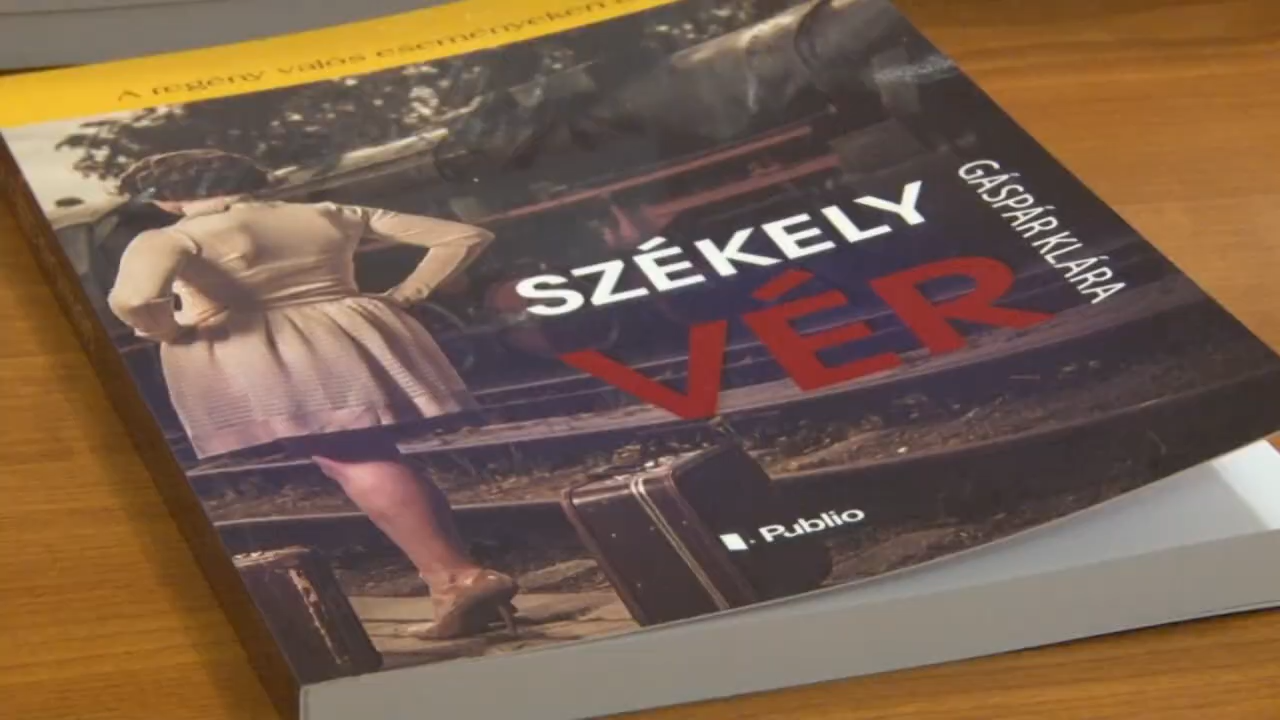 A regény valós eseményeken
SZÉKELY
VÉR
GÁSPÁR KLÁRA
Publio